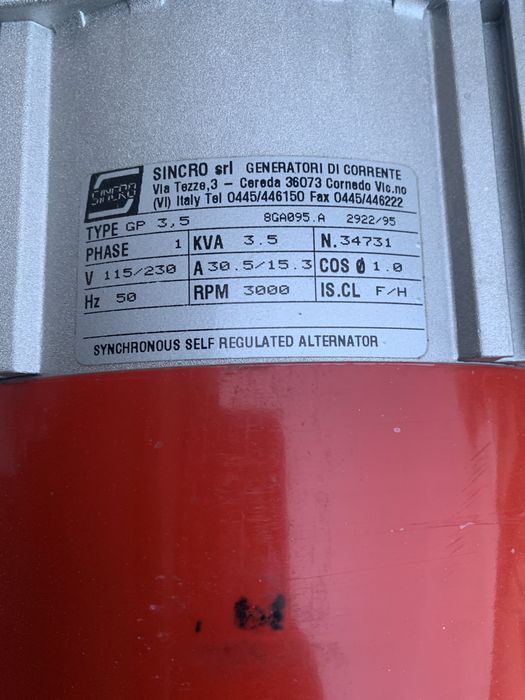 SINCRO
SINCRO srl GENERATORI DI CORRENTE
Via Tezze,3 – Cereda 36073 Cornedo Vic.no
(VI) Italy Tel 0445/446150 Fax 0445/446222
TYPE GP 3,5 8GA095.A 2922/95
PHASE 1 KVA 3.5 N.34731
V 115/230 A 30.5/15.3 COS Ø 1.0
Hz 50 RPM 3000 IS.CL F/H
SYNCHRONOUS SELF REGULATED ALTERNATOR